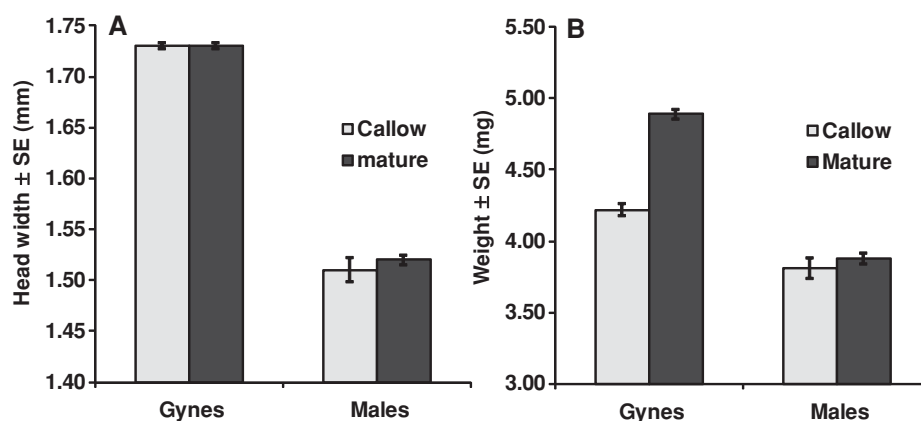 A
Head width ± SE (mm)
1.75
1.70
1.65
1.60
1.55
1.50
1.45
1.40
Callow
mature
Gynes Males
B
Weight ± SE (mg)
5.50
5.00
4.50
4.00
3.50
3.00
Callow
Mature
Gynes Males